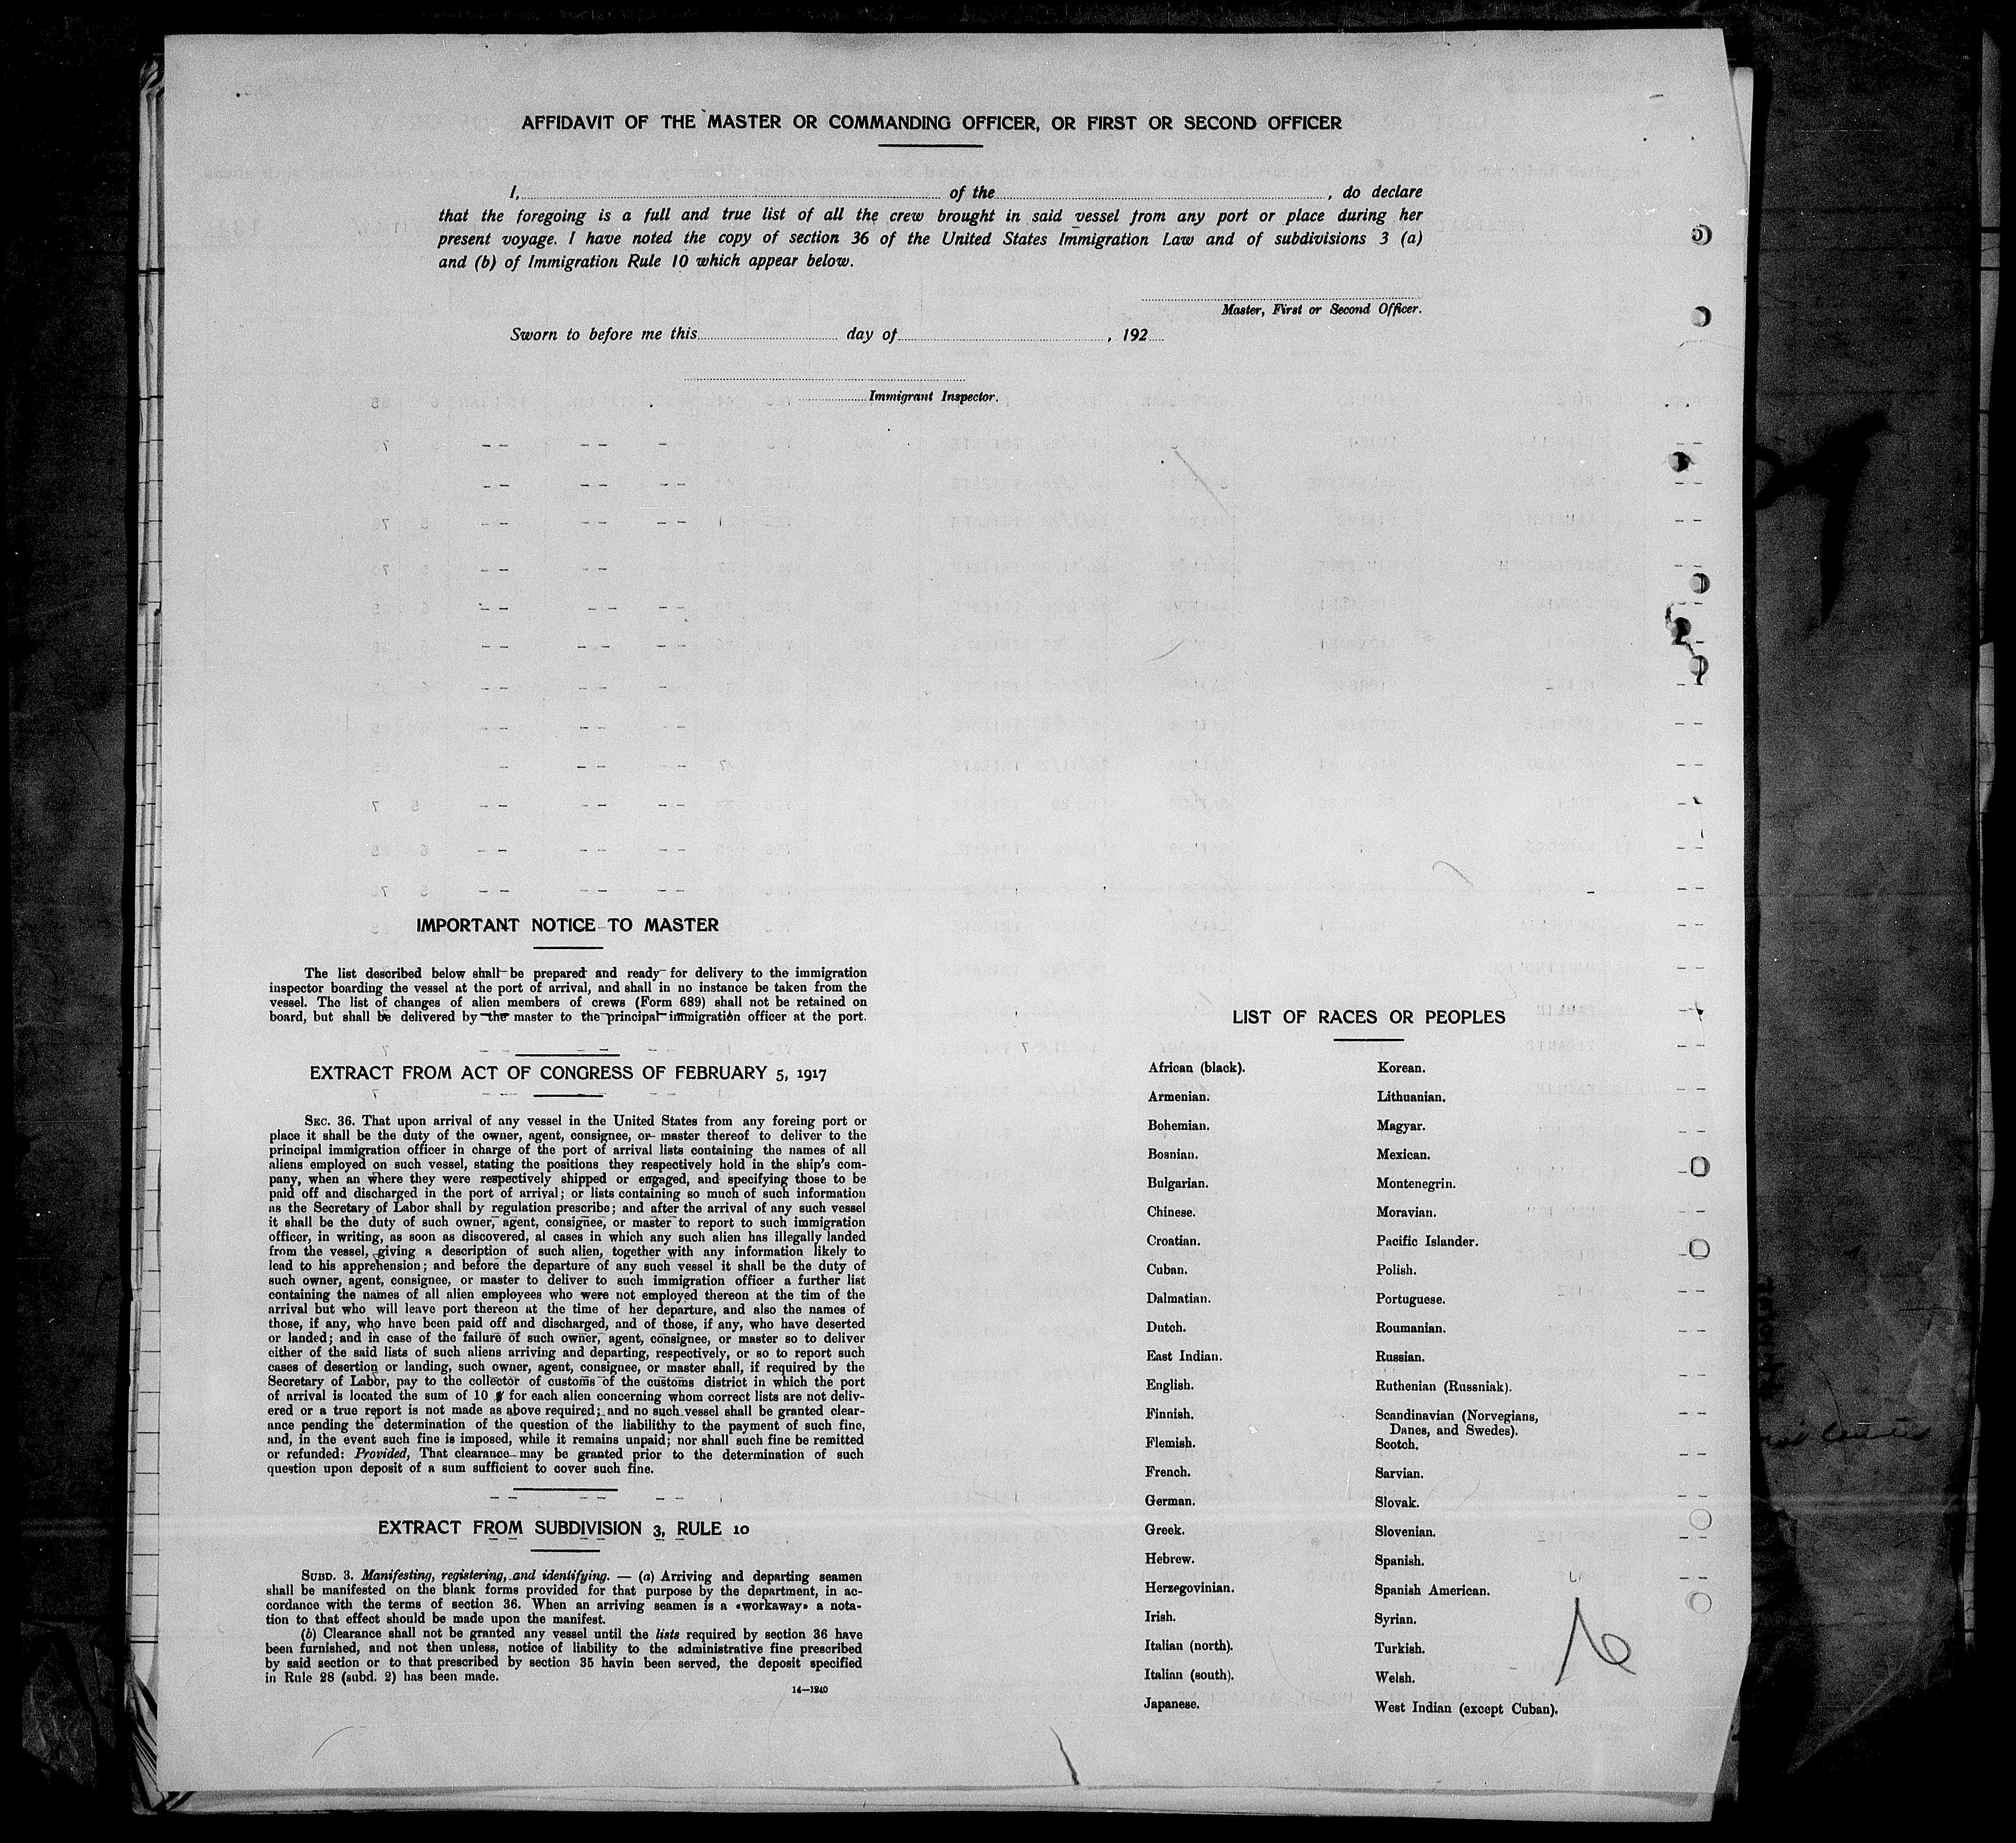 AFFIDAVIT OF THE MASTER OR COMMANDING OFFICER, OR FIRST OR SECOND OFFICER
I,                of the                , do declare
that the foregoing is a full and true list of all the crew brought in said vessel from any port or place during her
present voyage. I have noted the copy of section 36 of the United States Immigration Law and of subdivisions 3 (a)
and (b) of Immigration Rule 10 which appear below.
Master, First or Second Officer.
Sworn to before me this            day of            , 192
Immigrant Inspector.
IMPORTANT NOTICE TO MASTER
The list described below shall be prepared and ready for delivery to the immigration
inspector boarding the vessel at the port of arrival, and shall in no instance be taken from the
vessel. The list of changes of alien members of crews (Form 689) shall not be retained on
board, but shall be delivered by the master to the principal immigration officer at the port.
EXTRACT FROM ACT OF CONGRESS OF FEBRUARY 5, 1917
SEC. 36. That upon arrival of any vessel in the United States from any foreing port or
place it shall be the duty of the owner, agent, consignee, or master thereof to deliver to the
principal immigration officer in charge of the port of arrival lists containing the names of all
aliens employed on such vessel, stating the positions they respectively hold in the ship's com-
pany, when an where they were respectively shipped or engaged, and specifying those to be
paid off and discharged in the port of arrival; or lists containing so much of such information
as the Secretary of Labor shall by regulation prescribe; and after the arrival of any such vessel
it shall be the duty of such owner, agent, consignee, or master to report to such immigration
officer, in writing, as soon as discovered, al cases in which any such alien has illegally landed
from the vessel, giving a description of such alien, together with any information likely to
lead to his apprehension; and before the departure of any such vessel it shall be the duty of
such owner, agent, consignee, or master to deliver to such immigration officer a further list
containing the names of all alien employees who were not employed thereon at the tim of the
arrival but who will leave port thereon at the time of her departure, and also the names of
those, if any, who have been paid off and discharged, and of those, if any, who have deserted
or landed; and in case of the failure of such owner, agent, consignee, or master so to deliver
either of the said lists of such aliens arriving and departing, respectively, or so to report such
cases of desertion or landing, such owner, agent, consignee, or master shall, if required by the
Secretary of Labor, pay to the collector of customs of the customs district in which the port
of arrival is located the sum of 10 $ for each alien concerning whom correct lists are not deliv-
ered or a true report is not made as above required; and no such vessel shall be granted clear-
ance pending the determination of the question of the liabilithy to the payment of such fine,
and, in the event such fine is imposed, while it remains unpaid; nor shall such fine be remitted
or refunded: Provided, That clearance may be granted prior to the determination of such
question upon deposit of a sum sufficient to cover such fine.
EXTRACT FROM SUBDIVISION 3, RULE 10
SUBD. 3. Manifesting, registering, and identifying. — (a) Arriving and departing seamen
shall be manifested on the blank forms provided for that purpose by the department, in ac-
cordance with the terms of section 36. When an arriving seamen is a «workaway» a nota-
tion to that effect should be made upon the manifest.
(b) Clearance shall not be granted any vessel until the lists required by section 36 have
been furnished, and not then unless, notice of liability to the administrative fine prescribed
by said section or to that prescribed by section 35 havin been served, the deposit specified
in Rule 28 (subd. 2) has been made.
14—1240
LIST OF RACES OR PEOPLES
African (black).
Armenian.
Bohemian.
Bosnian.
Bulgarian.
Chinese.
Croatian.
Cuban.
Dalmatian.
Dutch.
East Indian.
English.
Finnish.
Flemish.
French.
German.
Greek.
Hebrew.
Herzegovinian.
Irish.
Italian (north).
Italian (south).
Japanese.
Korean.
Lithuanian.
Magyar.
Mexican.
Montenegrin.
Moravian.
Pacific Islander.
Polish.
Portuguese.
Roumanian.
Russian.
Ruthenian (Russniak).
Scandinavian (Norvegians,
Danes, and Swedes).
Scotch.
Sarvian.
Slovak.
Slovenian.
Spanish.
Spanish American.
Syrian.
Turkish.
Welsh.
West Indian (except Cuban).